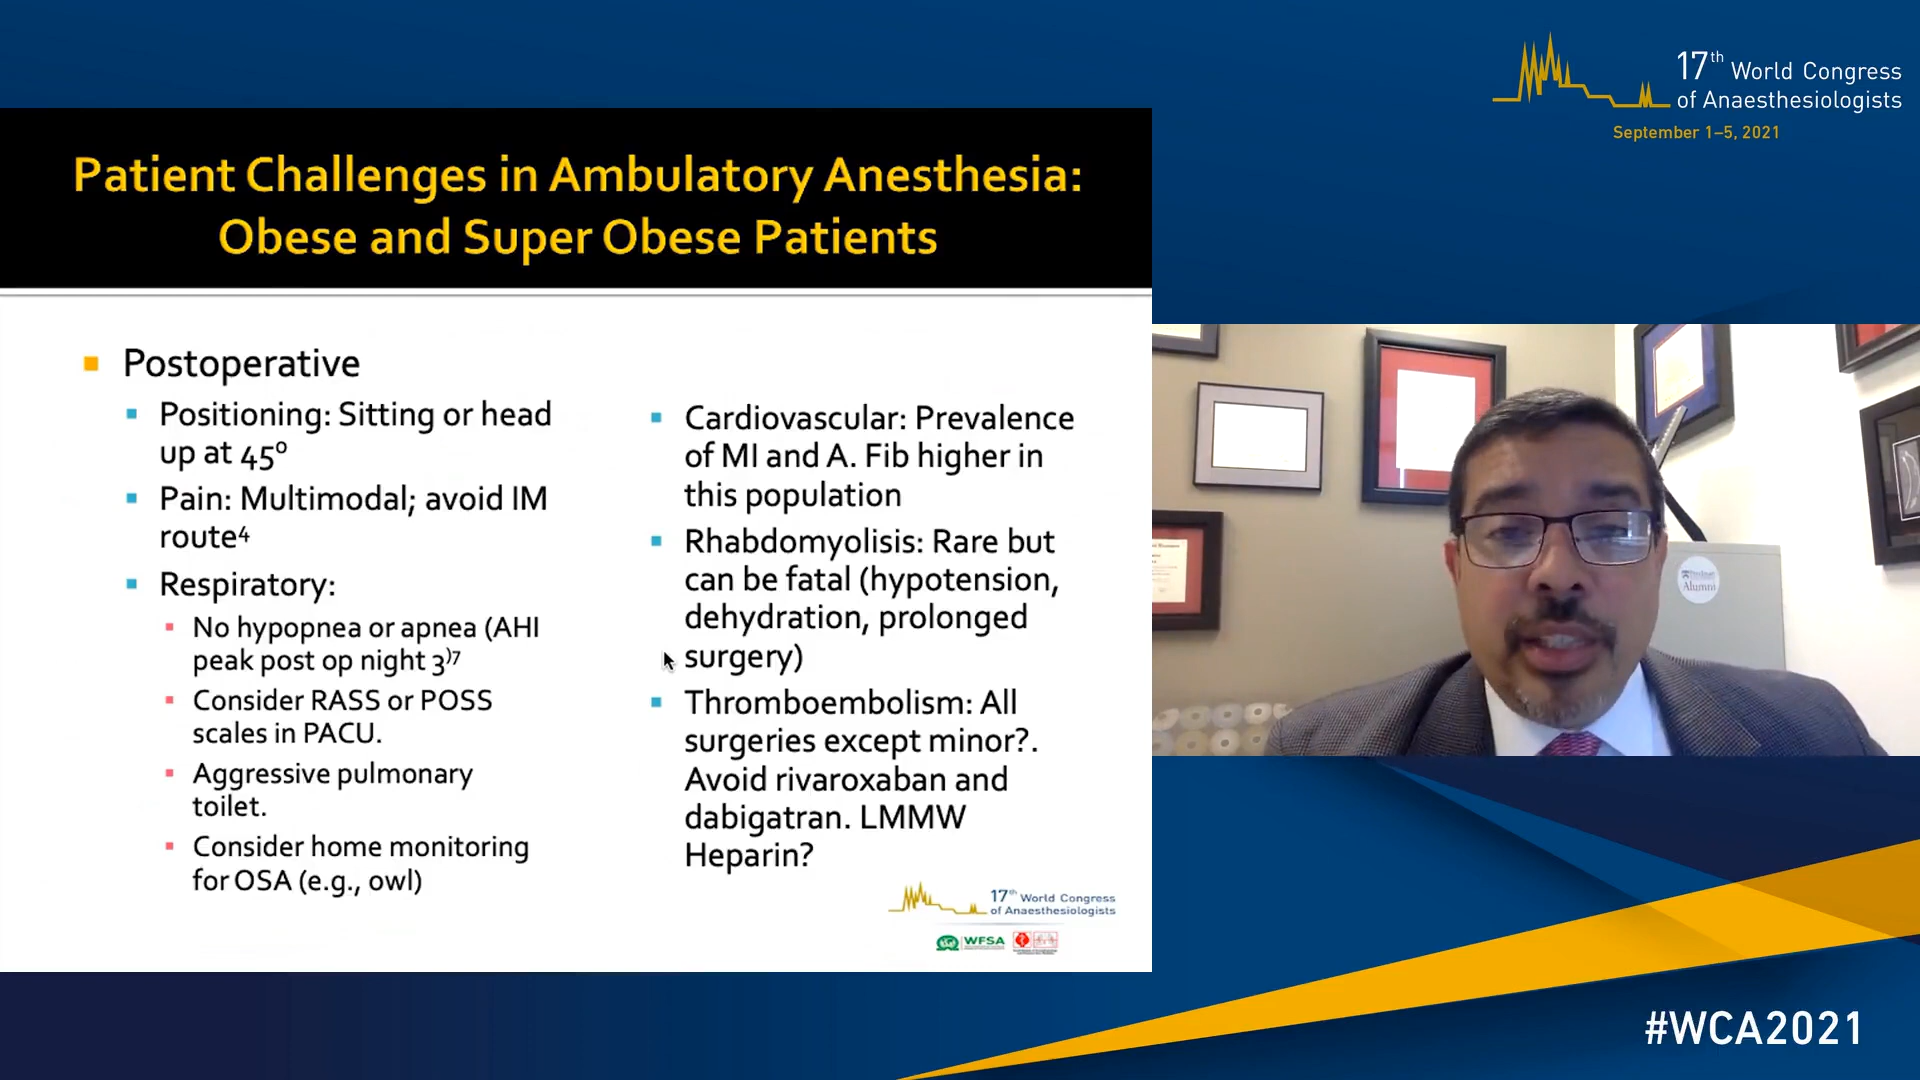 17th World Congress
of Anaesthesiologists
September 1–5, 2021
Patient Challenges in Ambulatory Anesthesia:
Obese and Super Obese Patients
Postoperative
Positioning: Sitting or head
up at 45º
Pain: Multimodal; avoid IM
route4
Respiratory:
No hypopnea or apnea (AHI
peak post op night 3)7
Consider RASS or POSS
scales in PACU.
Aggressive pulmonary
toilet.
Consider home monitoring
for OSA (e.g., owl)
Cardiovascular: Prevalence
of MI and A. Fib higher in
this population
Rhabdomyolisis: Rare but
can be fatal (hypotension,
dehydration, prolonged
surgery)
Thromboembolism: All
surgeries except minor?.
Avoid rivaroxaban and
dabigatran. LMMW
Heparin?
17th World Congress
of Anaesthesiologists
WFSA
Alumni
#WCA2021